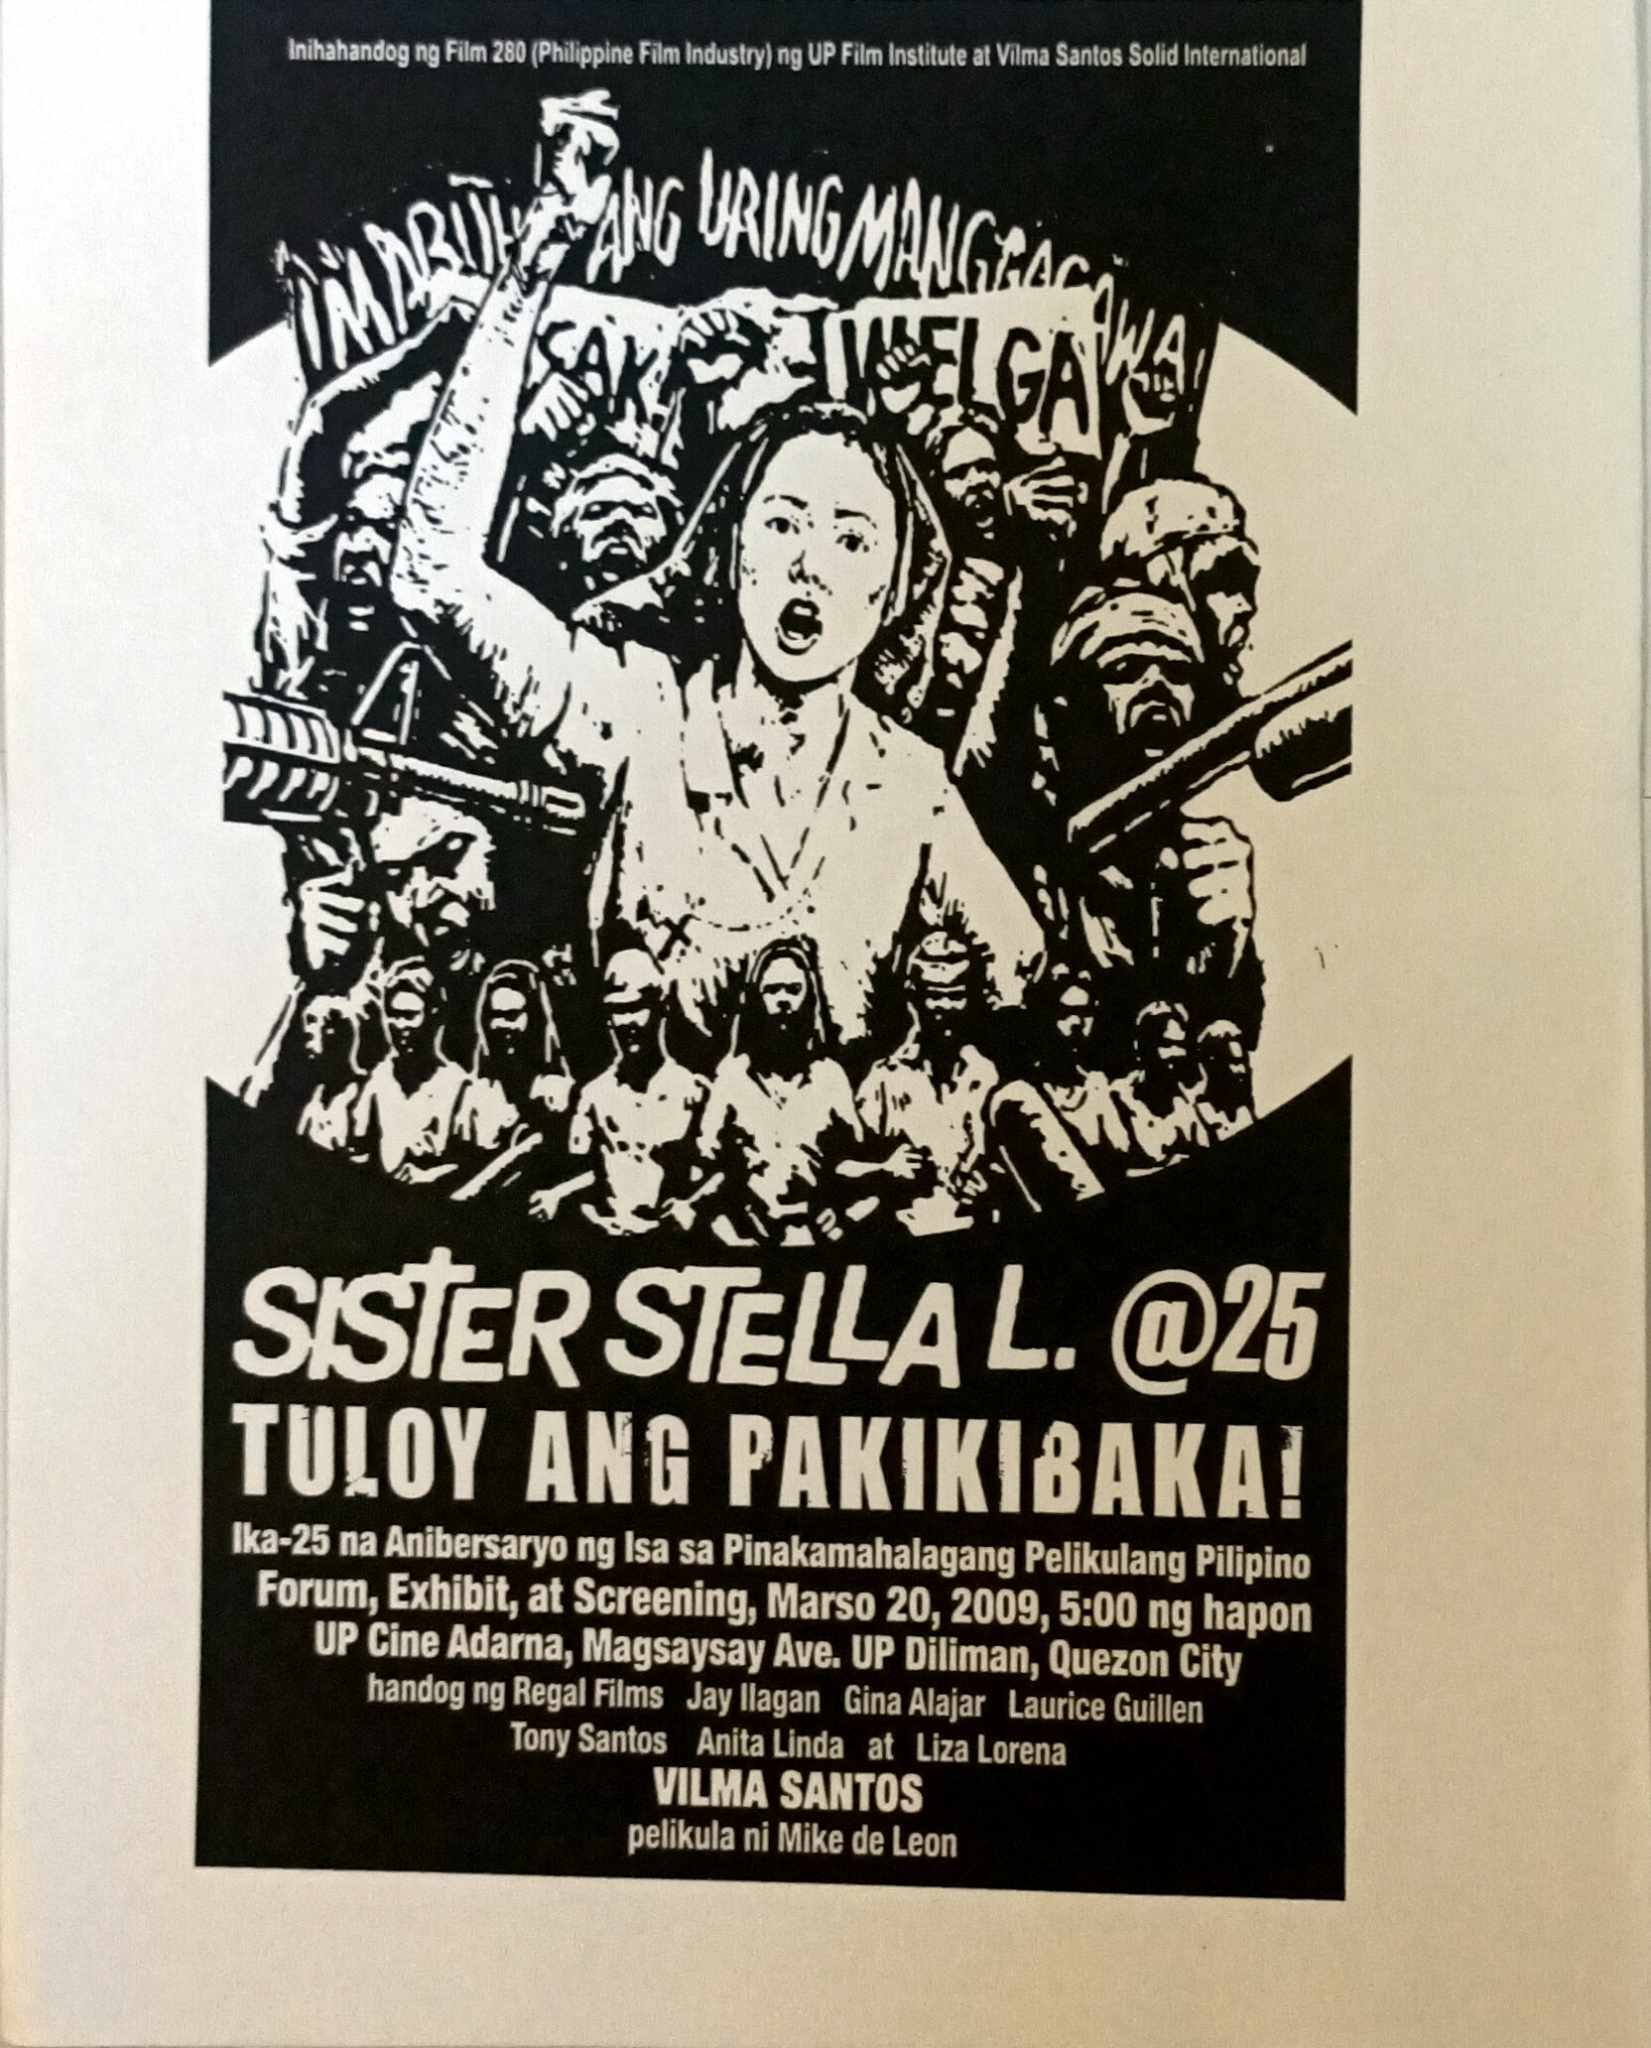 Inihahandog ng Film 280 (Philippine Film Industry) ng UP Film Institute at Vilma Santos Solid International
ANG URING MANGGAGAWA
WELGA
SISTER STELLA L. @25
TULOY ANG PAKIKIBAKA!
Ika-25 na Anibersaryo ng Isa sa Pinakamahalagang Pelikulang Pilipino
Forum, Exhibit, at Screening, Marso 20, 2009, 5:00 ng hapon
UP Cine Adarna, Magsaysay Ave. UP Diliman, Quezon City
handog ng Regal Films Jay Ilagan Gina Alajar Laurice Guillen
Tony Santos Anita Linda at Liza Lorena
VILMA SANTOS
pelikula ni Mike de Leon